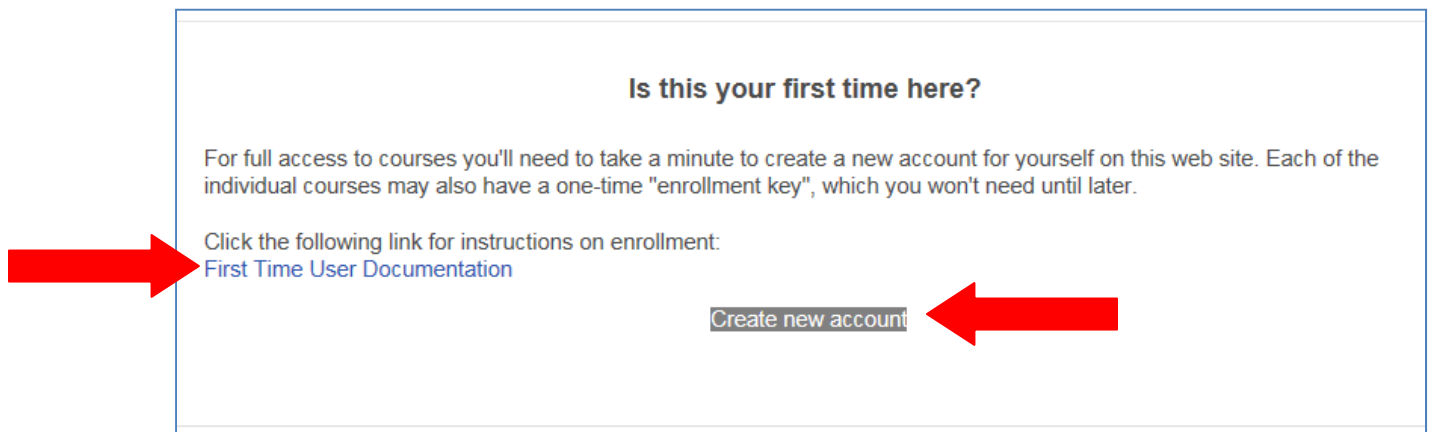 Is this your first time here?
For full access to courses you'll need to take a minute to create a new account for yourself on this web site. Each of the
individual courses may also have a one-time "enrollment key", which you won't need until later.
Click the following link for instructions on enrollment:
First Time User Documentation
Create new account